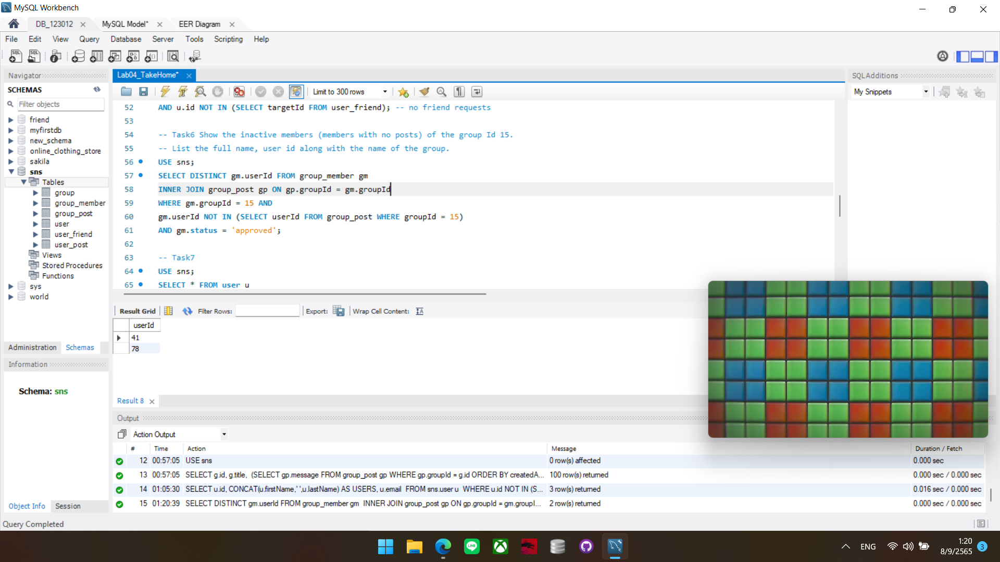 MySQL Workbench
DB_123012
MySQL Model*
EER Diagram
File Edit View Query Database Server Tools Scripting Help
Navigator
SCHEMAS
Filter objects
friend
myfirstdb
new_schema
online_clothing_store
sakila
sns
Tables
group
group_member
group_post
user
user_friend
user_post
Views
Stored Procedures
Functions
sys
world
Administration Schemas
Information
Schema: sns
Object Info Session
Query Completed
Lab04_TakeHome*
Limit to 300 rows
52 AND u.id NOT IN (SELECT targetId FROM user_friend); -- no friend requests
53
54 -- Task6 Show the inactive members (members with no posts) of the group Id 15.
55 -- List the full name, user id along with the name of the group.
56 USE sns;
57 SELECT DISTINCT gm.userId FROM group_member gm
58 INNER JOIN group_post gp ON gp.groupId = gm.groupId
59 WHERE gm.groupId = 15 AND
60 gm.userId NOT IN (SELECT userId FROM group_post WHERE groupId = 15)
61 AND gm.status = 'approved';
62
63 -- Task7
64 USE sns;
65 SELECT * FROM user u
Result Grid Filter Rows: Export: Wrap Cell Content:
userId
41
78
Result 8
Output
Action Output
# Time Action Message Duration / Fetch
12 00:57:05 USE sns 0 row(s) affected 0.000 sec
13 00:57:05 SELECT g.id, g.title, (SELECT gp.message FROM group_post gp WHERE gp.groupId = g.id ORDER BY createdA... 100 row(s) returned 0.000 sec / 0.000 sec
14 01:05:30 SELECT u.id, CONCAT(u.firstName,' ',u.lastName) AS USERS, u.email FROM sns.user u WHERE u.id NOT IN (S... 3 row(s) returned 0.016 sec / 0.000 sec
15 01:20:39 SELECT DISTINCT gm.userId FROM group_member gm INNER JOIN group_post gp ON gp.groupId = gm.groupI... 2 row(s) returned 0.000 sec / 0.000 sec
SQLAdditions
My Snippets
LINE
ENG
1:20
8/9/2565
3